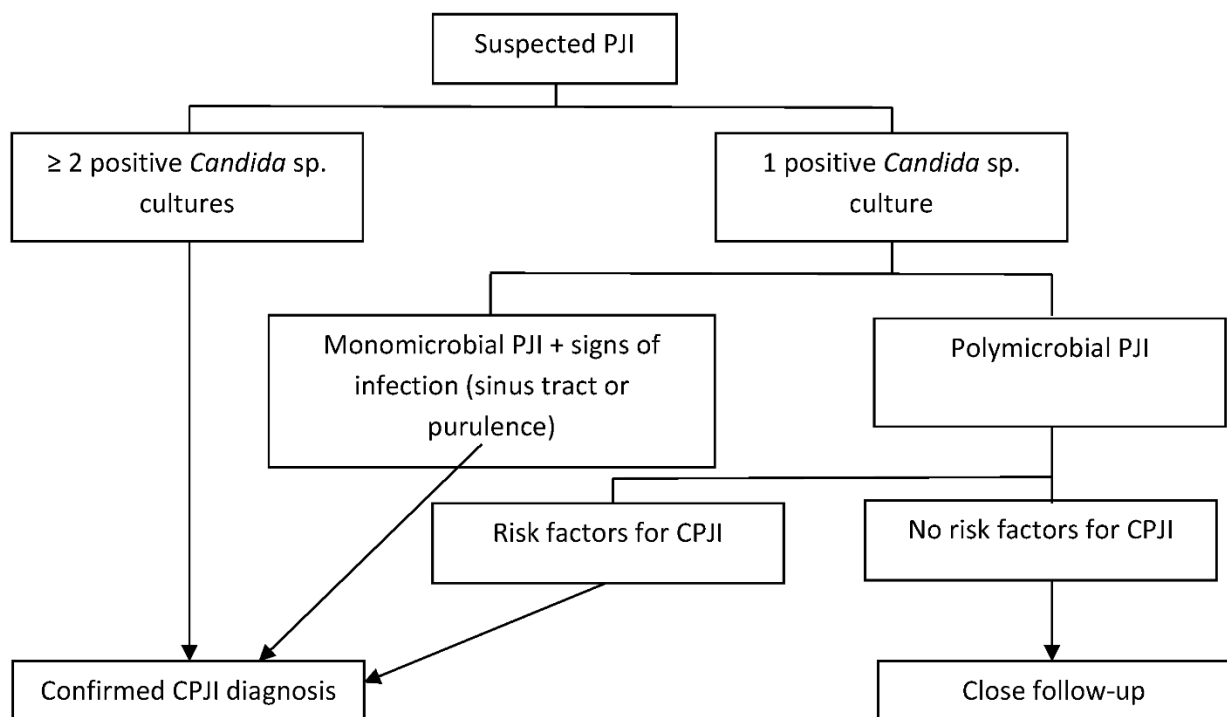 Suspected PJI
≥ 2 positive Candida sp.
cultures
1 positive Candida sp.
culture
Monomicrobial PJI + signs of
infection (sinus tract or
purulence)
Polymicrobial PJI
Risk factors for CPJI
No risk factors for CPJI
Confirmed CPJI diagnosis
Close follow-up